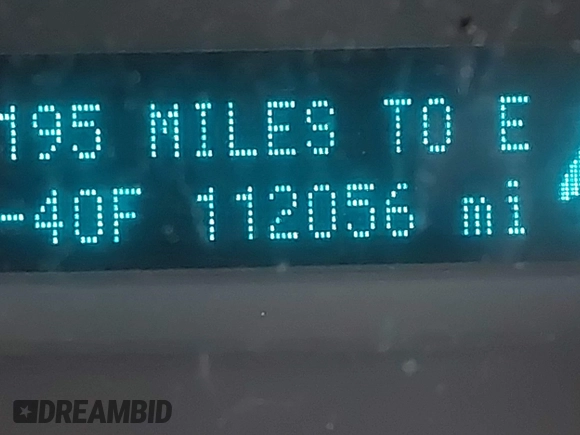 195 MILES TO E
-40F 112056 mi
DREAMBID